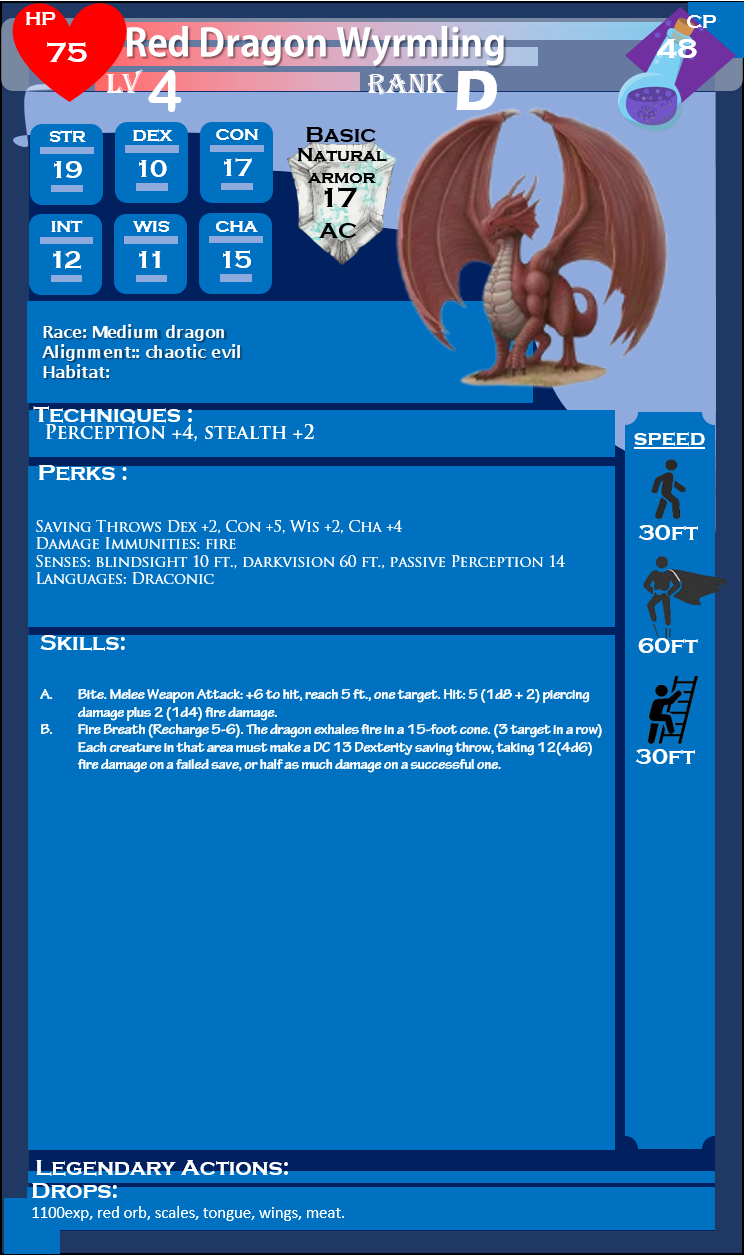 HP
75
Red Dragon Wyrmling
CP
48
LV 4
RANK D
STR
19
DEX
10
CON
17
INT
12
WIS
11
CHA
15
Basic
Natural
armor
17
AC
Race: Medium dragon
Alignment:: chaotic evil
Habitat:
Techniques :
Perception +4, stealth +2
Perks :
Saving Throws Dex +2, Con +5, Wis +2, Cha +4
Damage Immunities: fire
Senses: blindsight 10 ft., darkvision 60 ft., passive Perception 14
Languages: Draconic
SPEED
30FT
60FT
30FT
Skills:
A. Bite. Melee Weapon Attack: +6 to hit, reach 5 ft., one target. Hit: 5 (1d8 + 2) piercing
damage plus 2 (1d4) fire damage.
B. Fire Breath (Recharge 5-6). The dragon exhales fire in a 15-foot cone. (3 target in a row)
Each creature in that area must make a DC 13 Dexterity saving throw, taking 12(4d6)
fire damage on a failed save, or half as much damage on a successful one.
Legendary Actions:
Drops:
1100exp, red orb, scales, tongue, wings, meat.